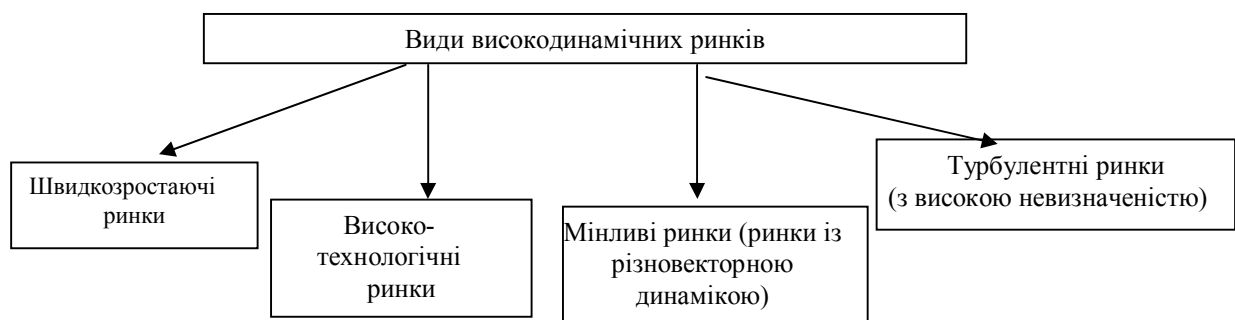 Види високодинамічних ринків
Швидкозростаючі
ринки
Високо-
технологічні
ринки
Мінливі ринки (ринки із
різновекторною
динамікою)
Турбулентні ринки
(з високою невизначеністю)